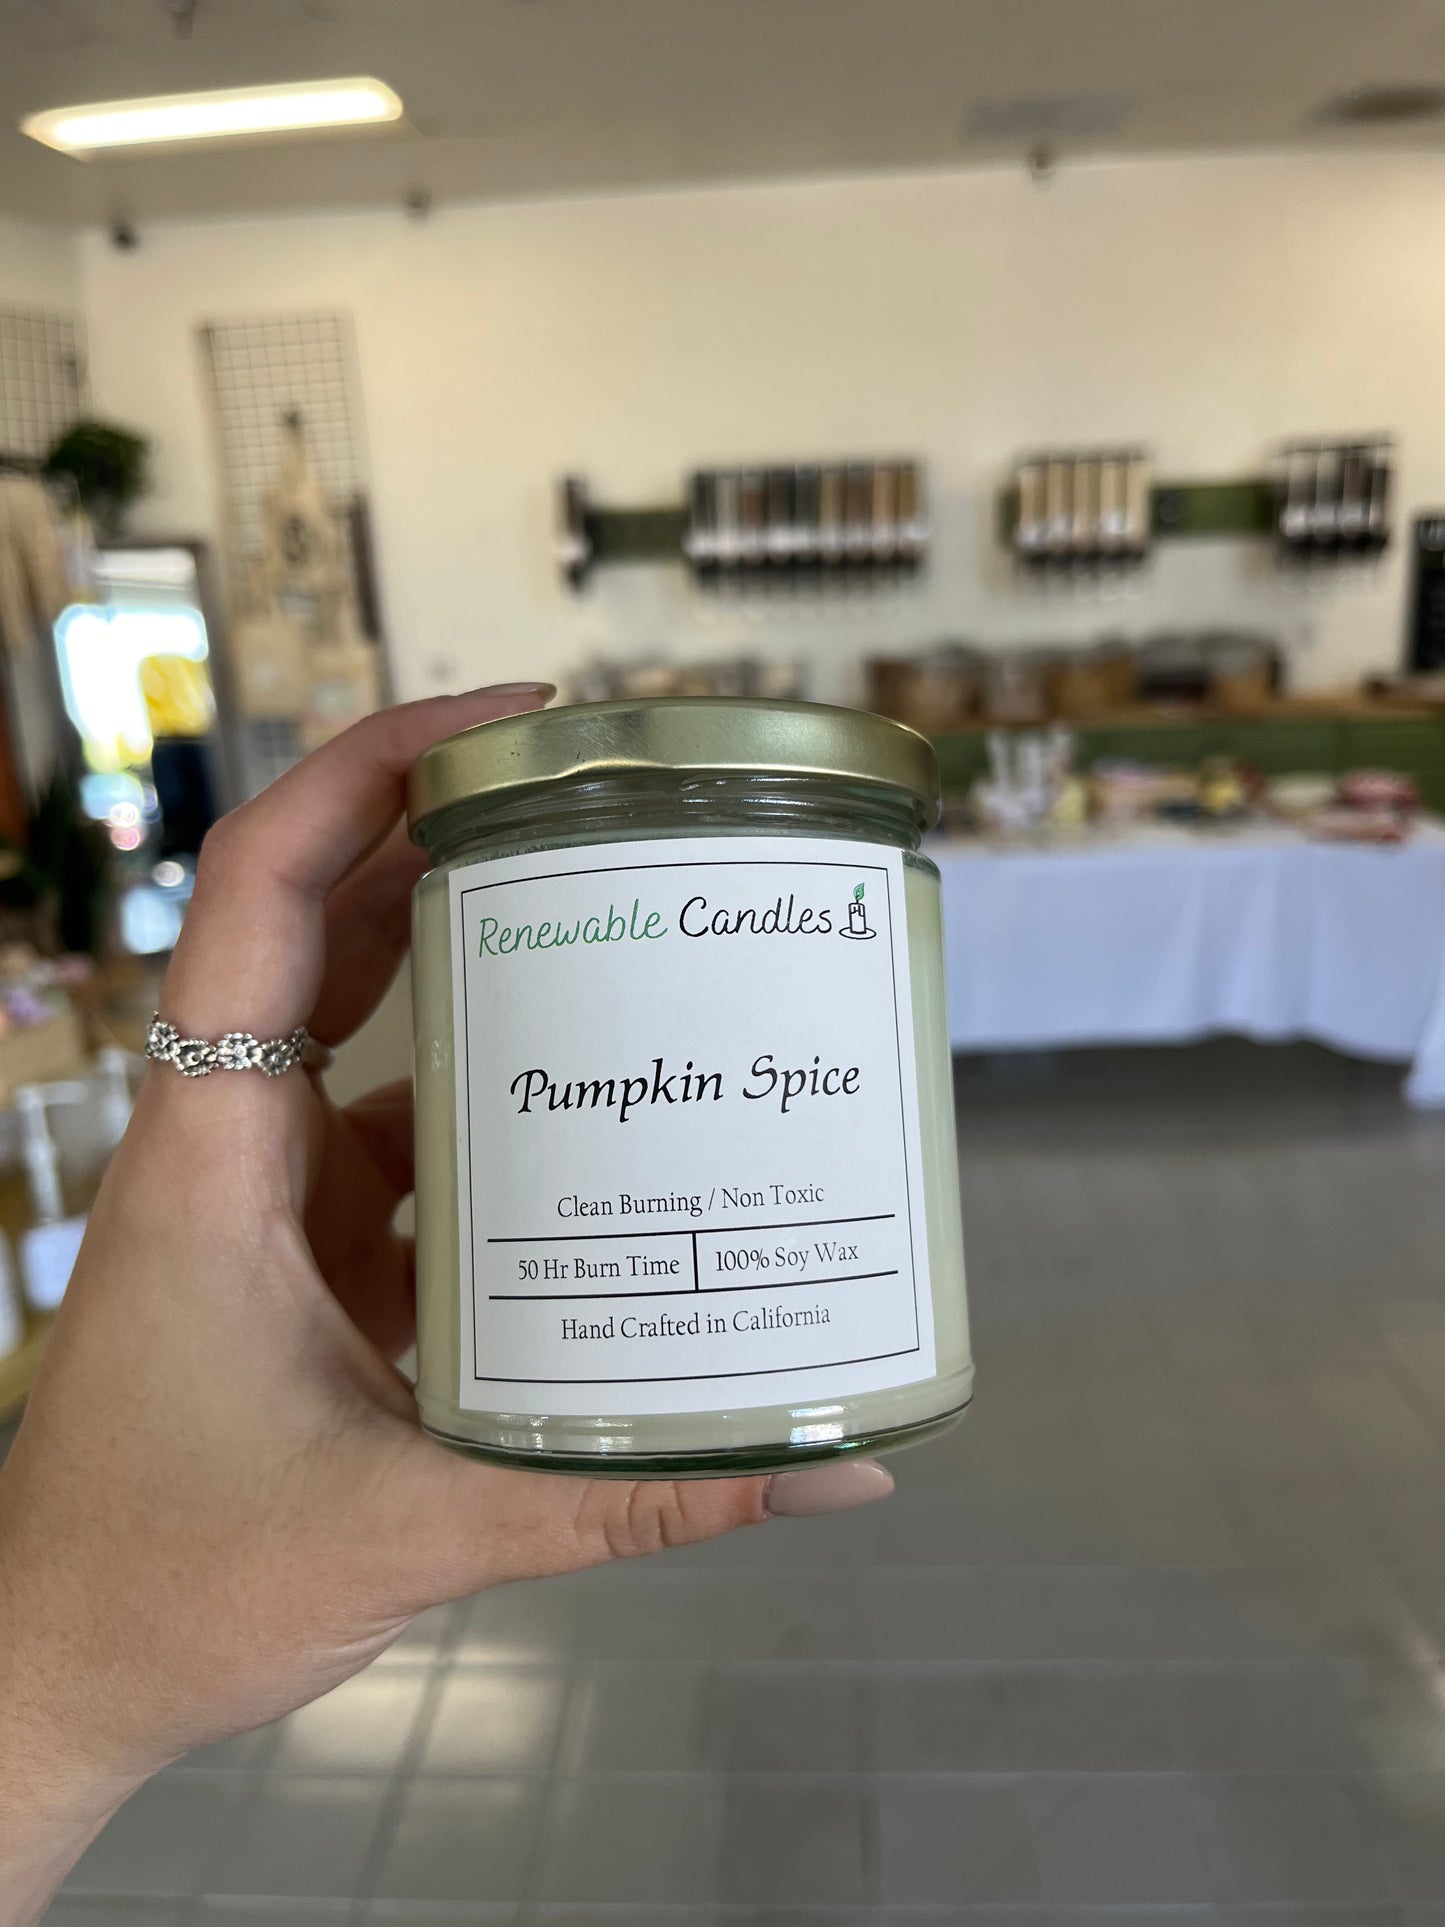 Renewable Candles
Pumpkin Spice
Clean Burning / Non Toxic
50 Hr Burn Time 100% Soy Wax
Hand Crafted in California